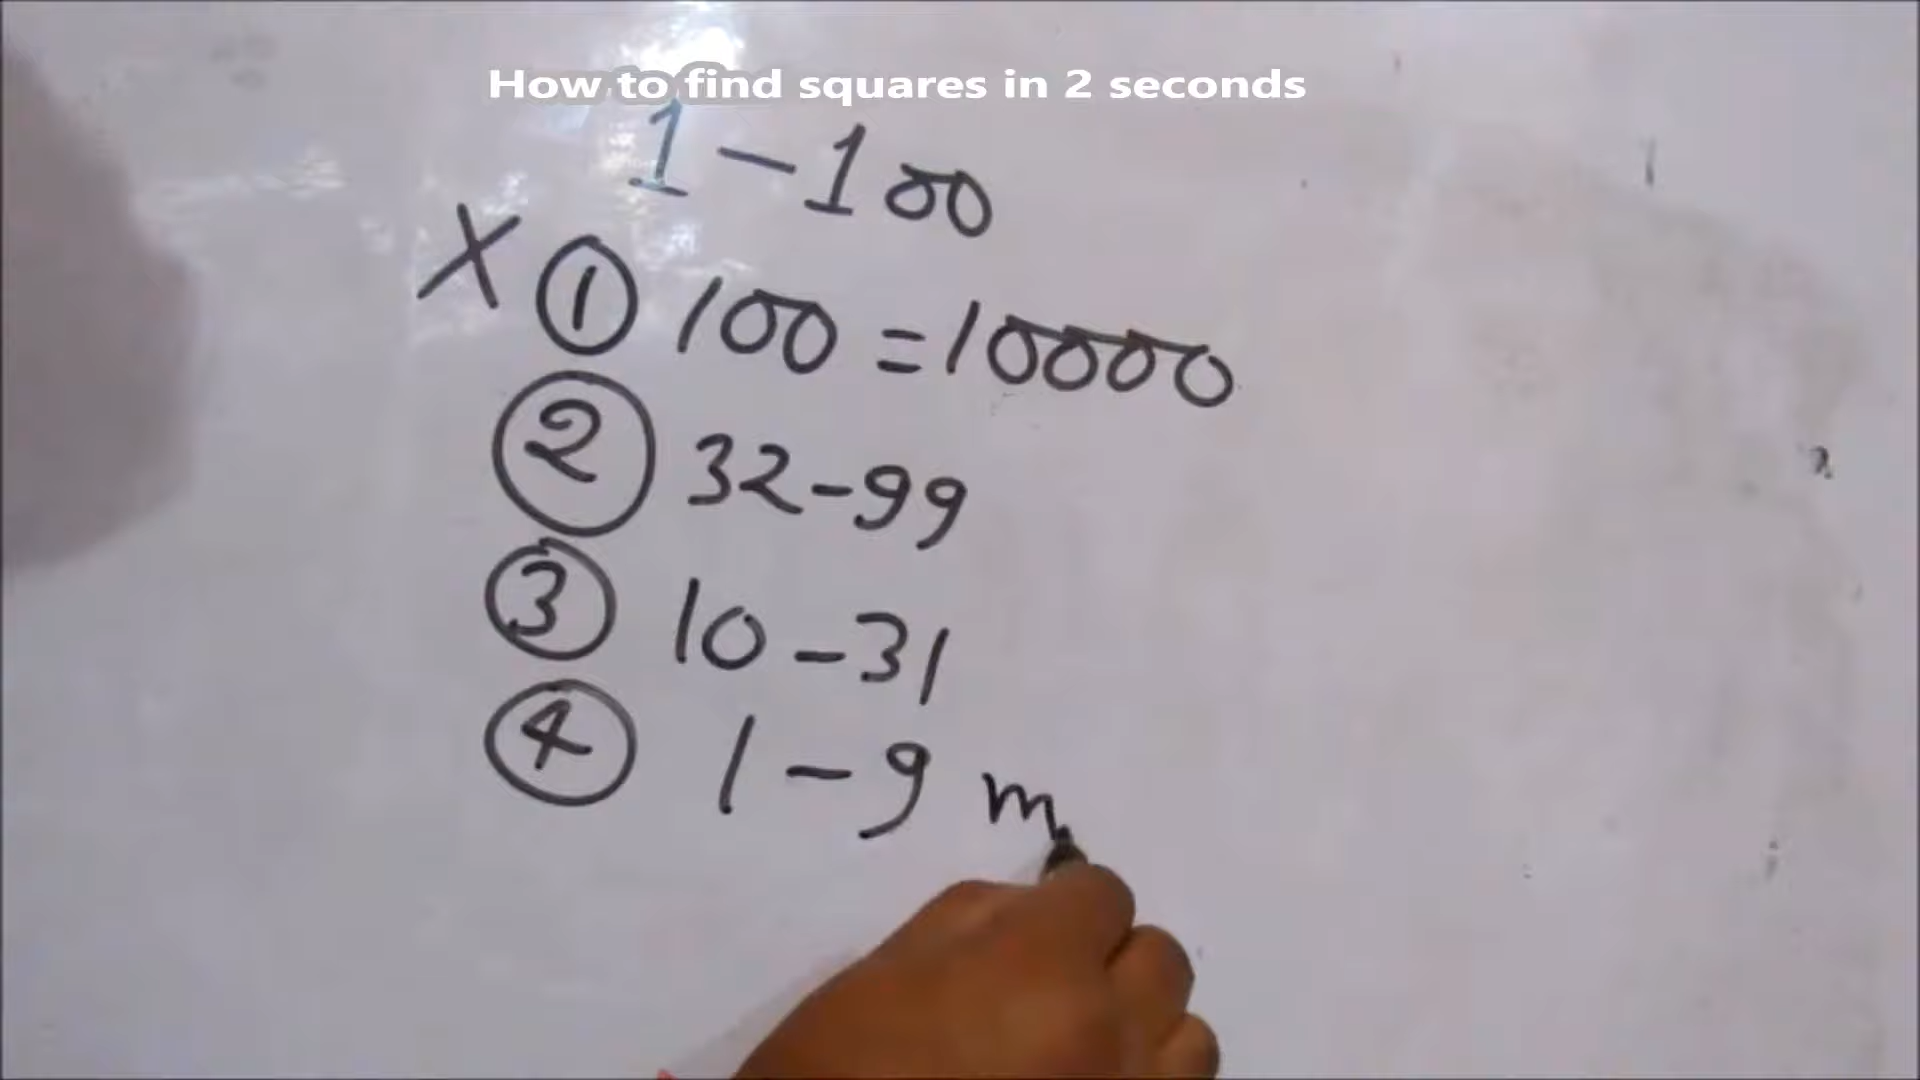 How to find squares in 2 seconds
1-100
X ① 100 = 10000
② 32-99
③ 10-31
④ 1-9 m